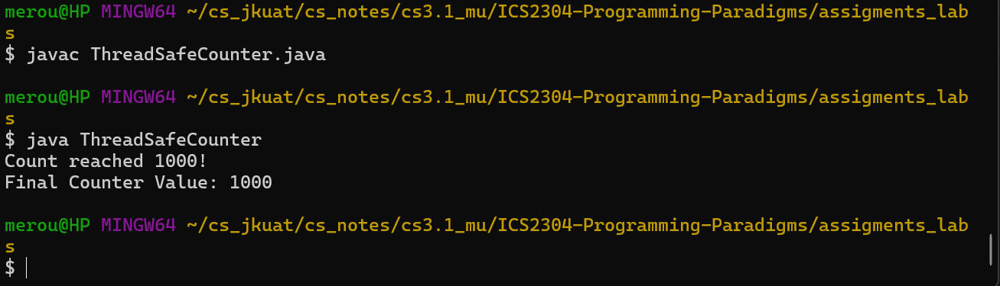 merou@HP MINGW64 ~/cs_jkuat/cs_notes/cs3.1_mu/ICS2304-Programming-Paradigms/assigments_lab
s
$ javac ThreadSafeCounter.java
merou@HP MINGW64 ~/cs_jkuat/cs_notes/cs3.1_mu/ICS2304-Programming-Paradigms/assigments_lab
s
$ java ThreadSafeCounter
Count reached 1000!
Final Counter Value: 1000
merou@HP MINGW64 ~/cs_jkuat/cs_notes/cs3.1_mu/ICS2304-Programming-Paradigms/assigments_lab
s
$